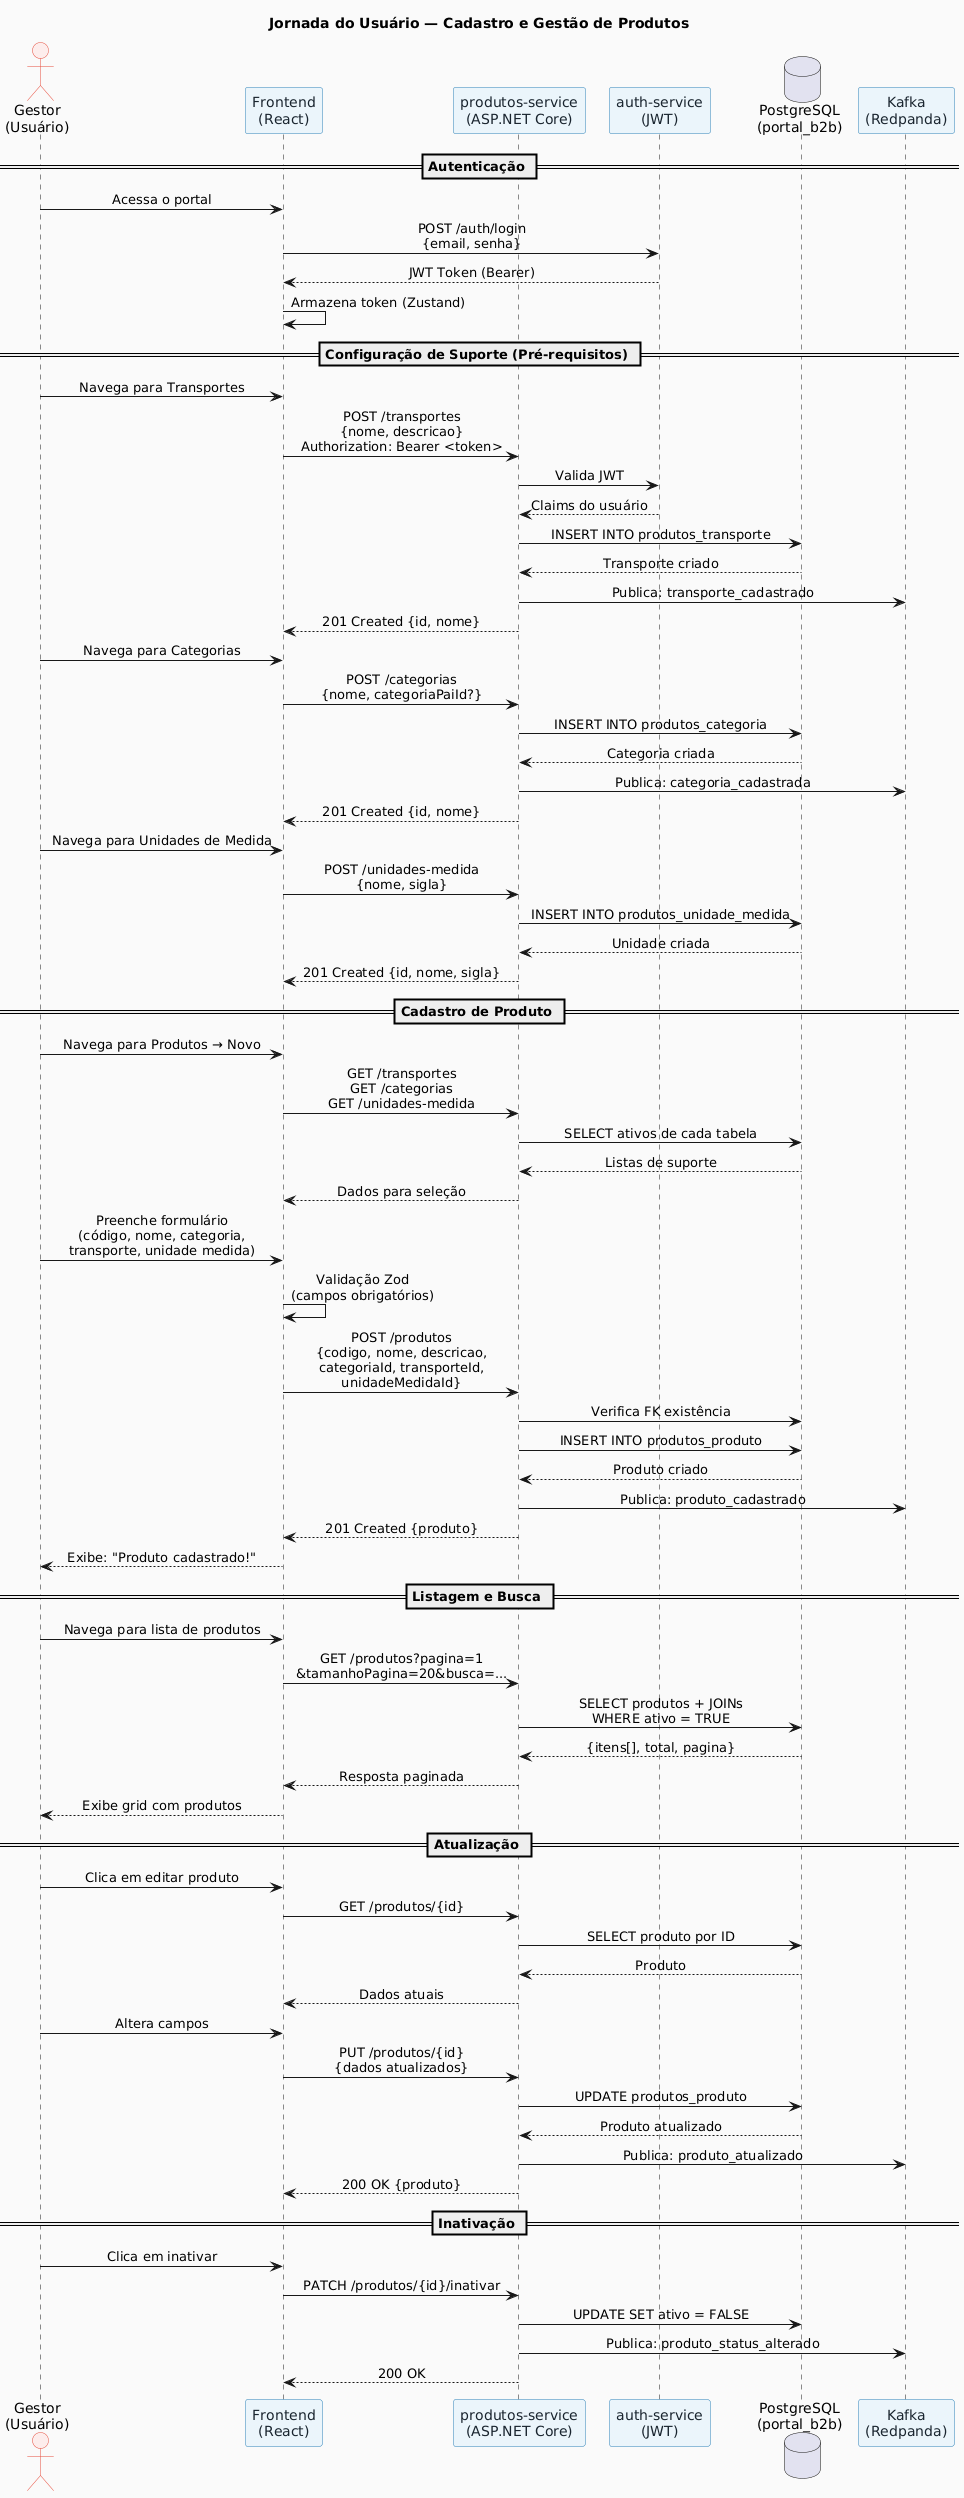 Jornada do Usuário — Cadastro e Gestão de Produtos
Gestor
(Usuário)
Frontend
(React)
produtos-service
(ASP.NET Core)
auth-service
(JWT)
PostgreSQL
(portal_b2b)
Kafka
(Redpanda)
Autenticação
Acessa o portal
POST /auth/login
{email, senha}
JWT Token (Bearer)
Armazena token (Zustand)
Configuração de Suporte (Pré-requisitos)
Navega para Transportes
POST /transportes
{nome, descricao}
Authorization: Bearer <token>
Valida JWT
Claims do usuário
INSERT INTO produtos_transporte
Transporte criado
Publica: transporte_cadastrado
201 Created {id, nome}
Navega para Categorias
POST /categorias
{nome, categoriaPaiId?}
INSERT INTO produtos_categoria
Categoria criada
Publica: categoria_cadastrada
201 Created {id, nome}
Navega para Unidades de Medida
POST /unidades-medida
{nome, sigla}
INSERT INTO produtos_unidade_medida
Unidade criada
201 Created {id, nome, sigla}
Cadastro de Produto
Navega para Produtos → Novo
GET /transportes
GET /categorias
GET /unidades-medida
SELECT ativos de cada tabela
Listas de suporte
Dados para seleção
Preenche formulário
(código, nome, categoria,
transporte, unidade medida)
Validação Zod
(campos obrigatórios)
POST /produtos
{codigo, nome, descricao,
categoriaId, transporteId,
unidadeMedidaId}
Verifica FK existência
INSERT INTO produtos_produto
Produto criado
Publica: produto_cadastrado
201 Created {produto}
Exibe: "Produto cadastrado!"
Listagem e Busca
Navega para lista de produtos
GET /produtos?pagina=1
&tamanhoPagina=20&busca=...
SELECT produtos + JOINs
WHERE ativo = TRUE
{itens[], total, pagina}
Resposta paginada
Exibe grid com produtos
Atualização
Clica em editar produto
GET /produtos/{id}
SELECT produto por ID
Produto
Dados atuais
Altera campos
PUT /produtos/{id}
{dados atualizados}
UPDATE produtos_produto
Produto atualizado
Publica: produto_atualizado
200 OK {produto}
Inativação
Clica em inativar
PATCH /produtos/{id}/inativar
UPDATE SET ativo = FALSE
Publica: produto_status_alterado
200 OK
Gestor
(Usuário)
Frontend
(React)
produtos-service
(ASP.NET Core)
auth-service
(JWT)
PostgreSQL
(portal_b2b)
Kafka
(Redpanda)